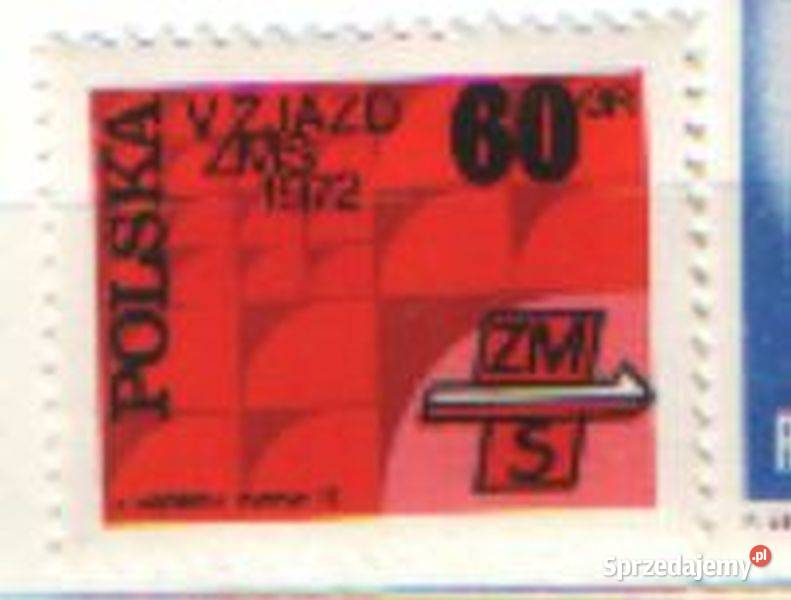 POLSKA
V ZJAZD
ZMS
1972
60 GR
ZM
S
Sprzedajemy.pl